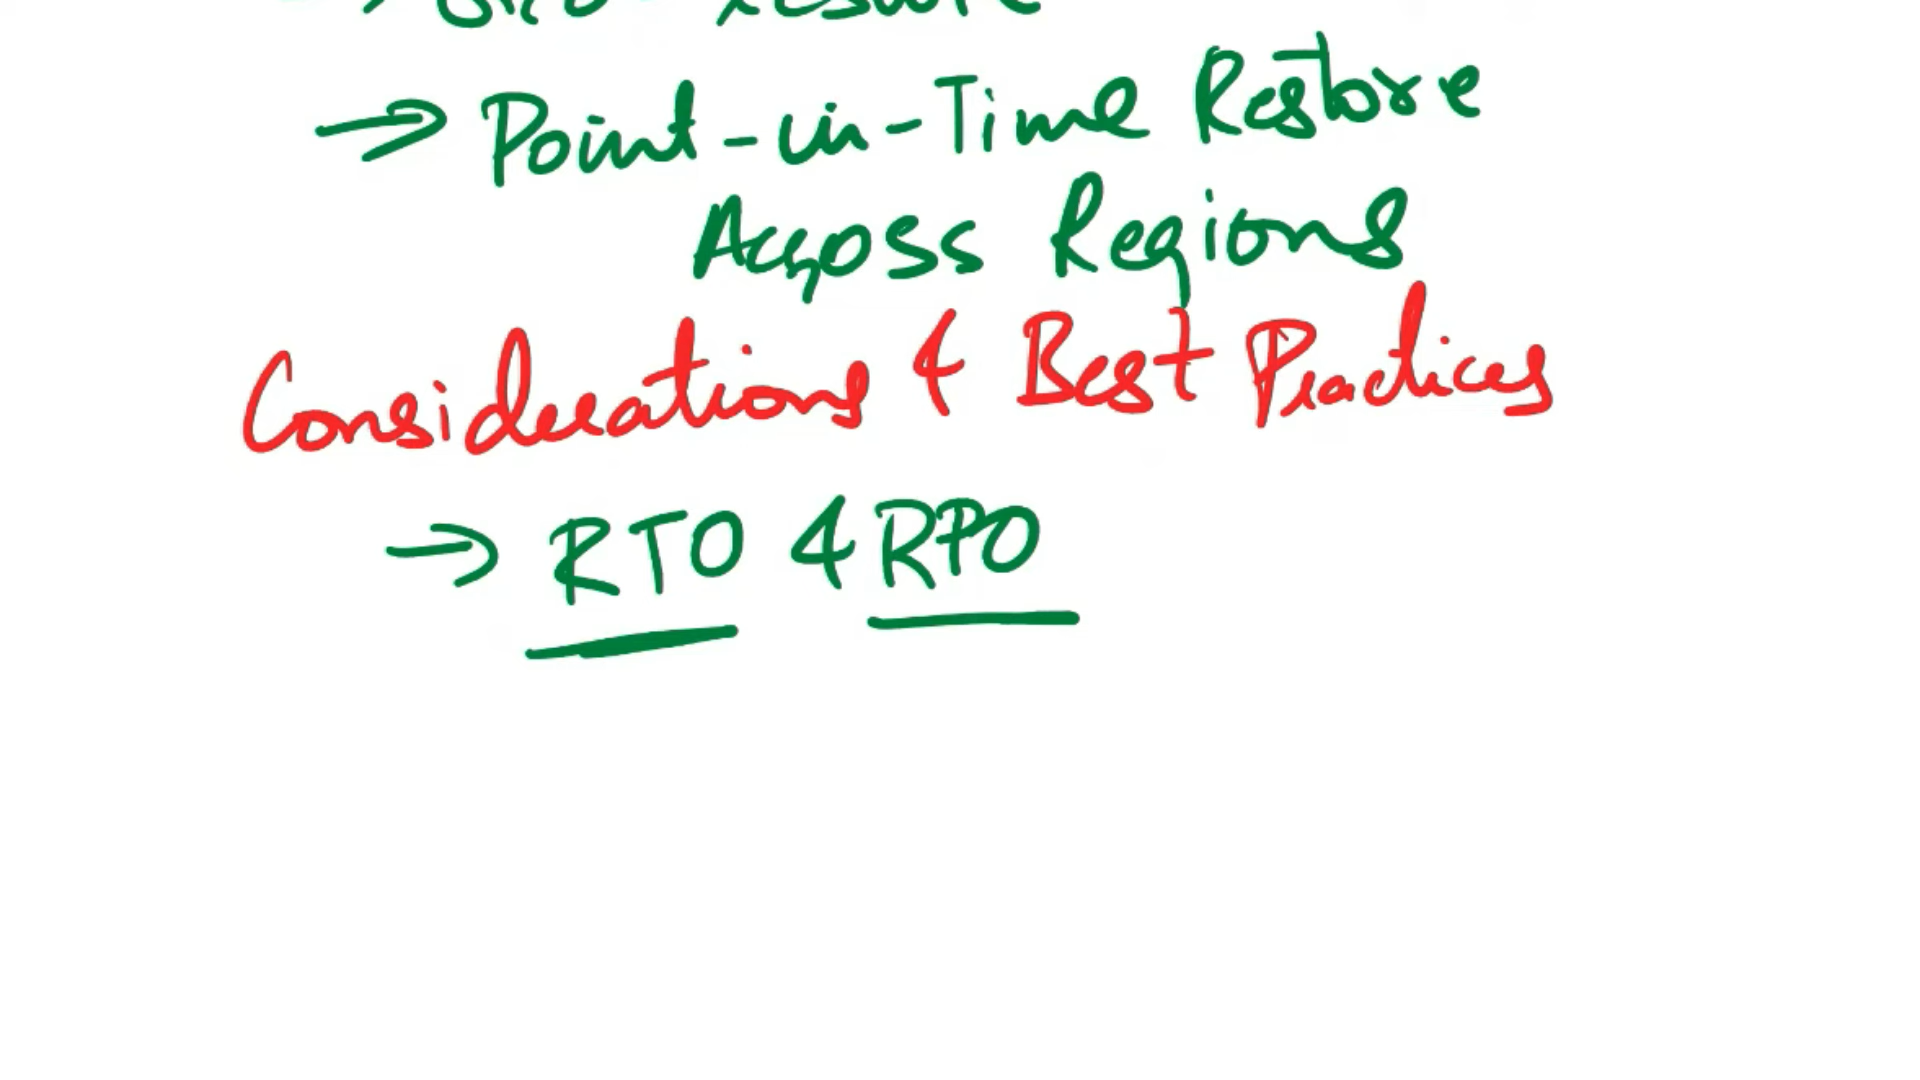 → Point-in-Time Restore
Across Regions
Considerations & Best Practices
→ RTO & RPO